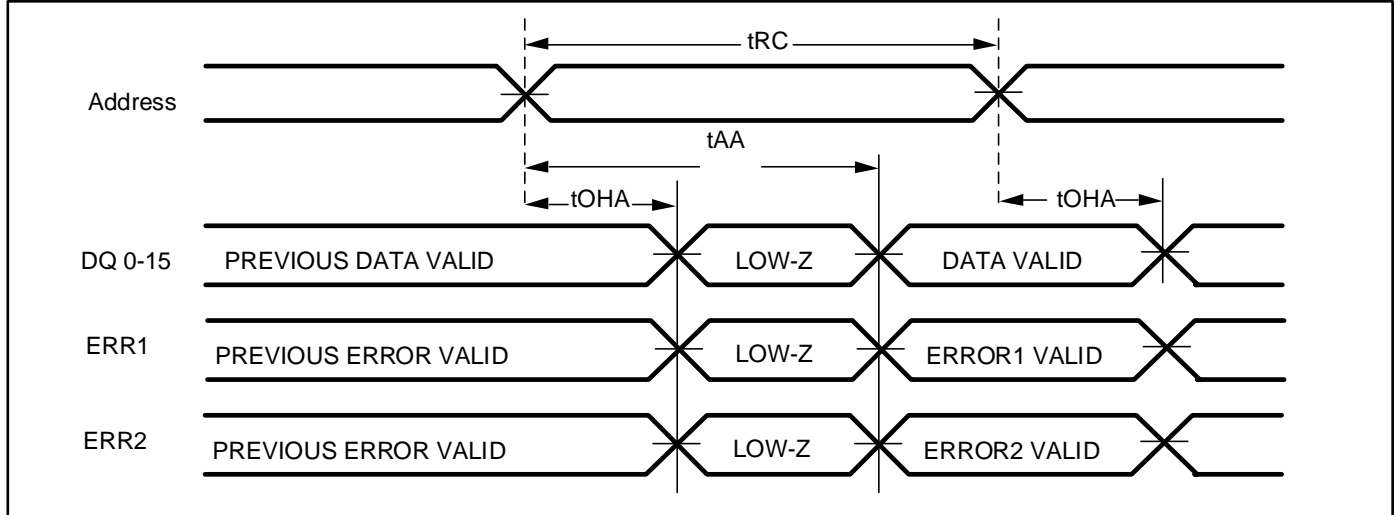 tRC
Address
tAA
tOHA
tOHA
DQ 0-15 PREVIOUS DATA VALID LOW-Z DATA VALID
ERR1 PREVIOUS ERROR VALID LOW-Z ERROR1 VALID
ERR2 PREVIOUS ERROR VALID LOW-Z ERROR2 VALID